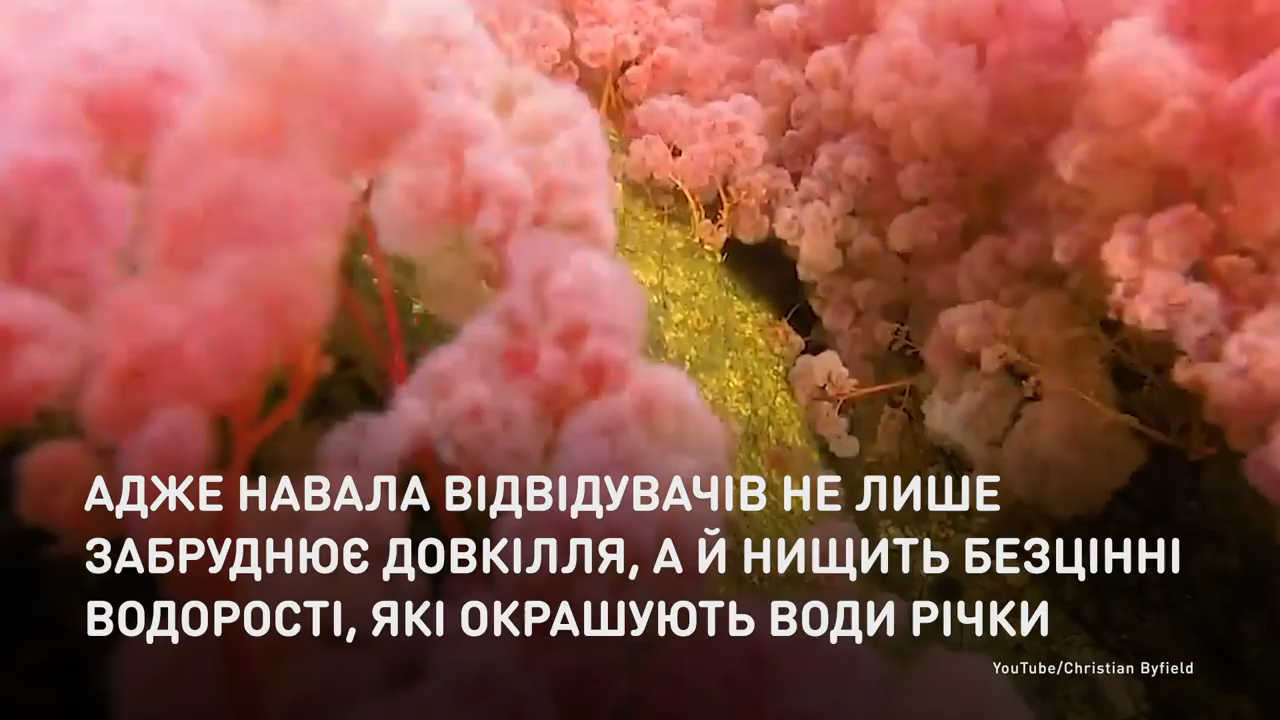 АДЖЕ НАВАЛА ВІДВІДУВАЧІВ НЕ ЛИШЕ
ЗАБРУДНЮЄ ДОВКІЛЛЯ, А Й НИЩИТЬ БЕЗЦІННІ
ВОДОРОСТІ, ЯКІ ОКРАШУЮТЬ ВОДИ РІЧКИ
YouTube/Christian Byfield